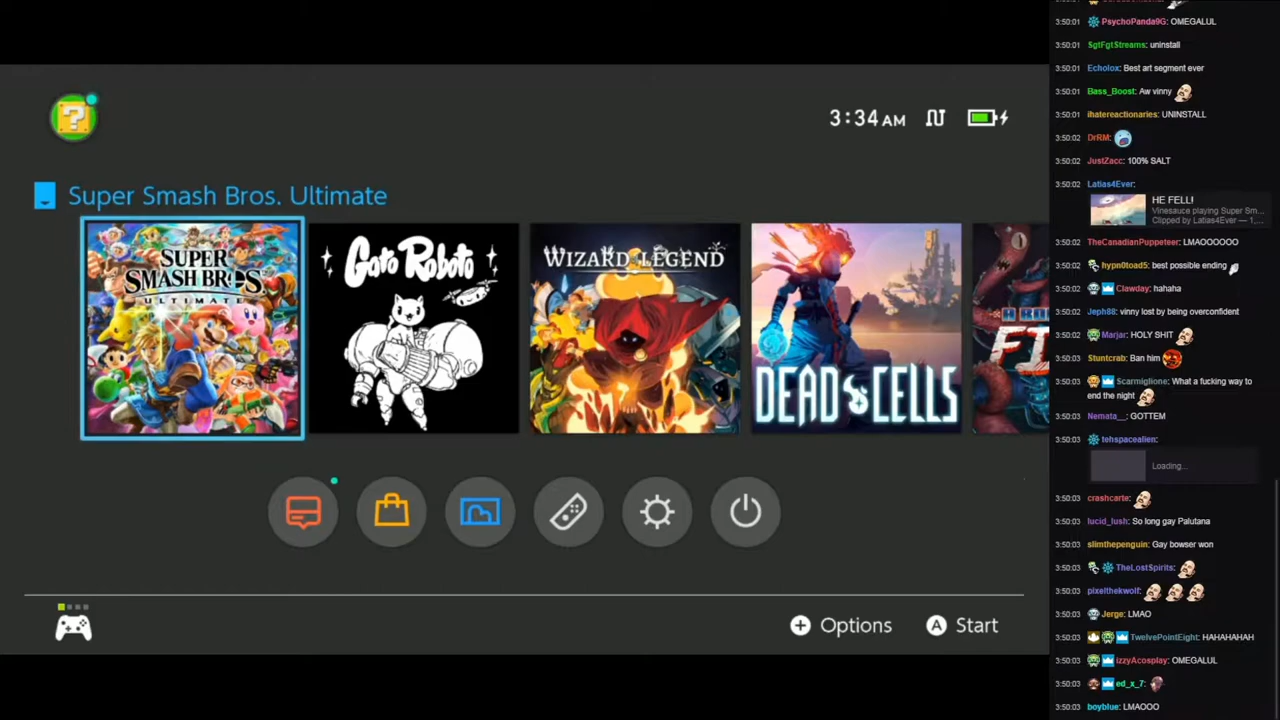 3:34 AM
Super Smash Bros. Ultimate
SUPER
SMASH BROS.
ULTIMATE
Gato Roboto
WIZARD LEGEND
DEAD CELLS
FI
Options
Start
3:50:01 PsychoPanda9G: OMEGALUL
3:50:01 SgtFgtStreams: uninstall
3:50:01 Echolox: Best art segment ever
3:50:01 Bass_Boost: Aw vinny
3:50:01 ihatereactionaries: UNINSTALL
3:50:02 DrRM:
3:50:02 JustZacc: 100% SALT
3:50:02 Latias4Ever:
HE FELL!
Vinesauce playing Super Sm...
Clipped by Latias4Ever — 1,...
3:50:02 TheCanadianPuppeteer: LMAOOOOO
3:50:02 hypn0toad5: best possible ending
3:50:02 Clawday: hahaha
3:50:02 Jeph88: vinny lost by being overconfident
3:50:02 Marjar: HOLY SHIT
3:50:03 Stuntcrab: Ban him
3:50:03 Scarmiglione: What a fucking way to
end the night
3:50:03 Nemata__: GOTTEM
3:50:03 tehspacealien:
Loading...
3:50:03 crashcarte:
3:50:03 lucid_lush: So long gay Palutana
3:50:03 slimthepenguin: Gay bowser won
3:50:03 TheLostSpirits:
3:50:03 pixelthekwolf:
3:50:03 Jerge: LMAO
3:50:03 TwelvePointEight: HAHAHAHAH
3:50:03 izzyAcosplay: OMEGALUL
3:50:03 ed_x_7:
3:50:03 boyblue: LMAOOO